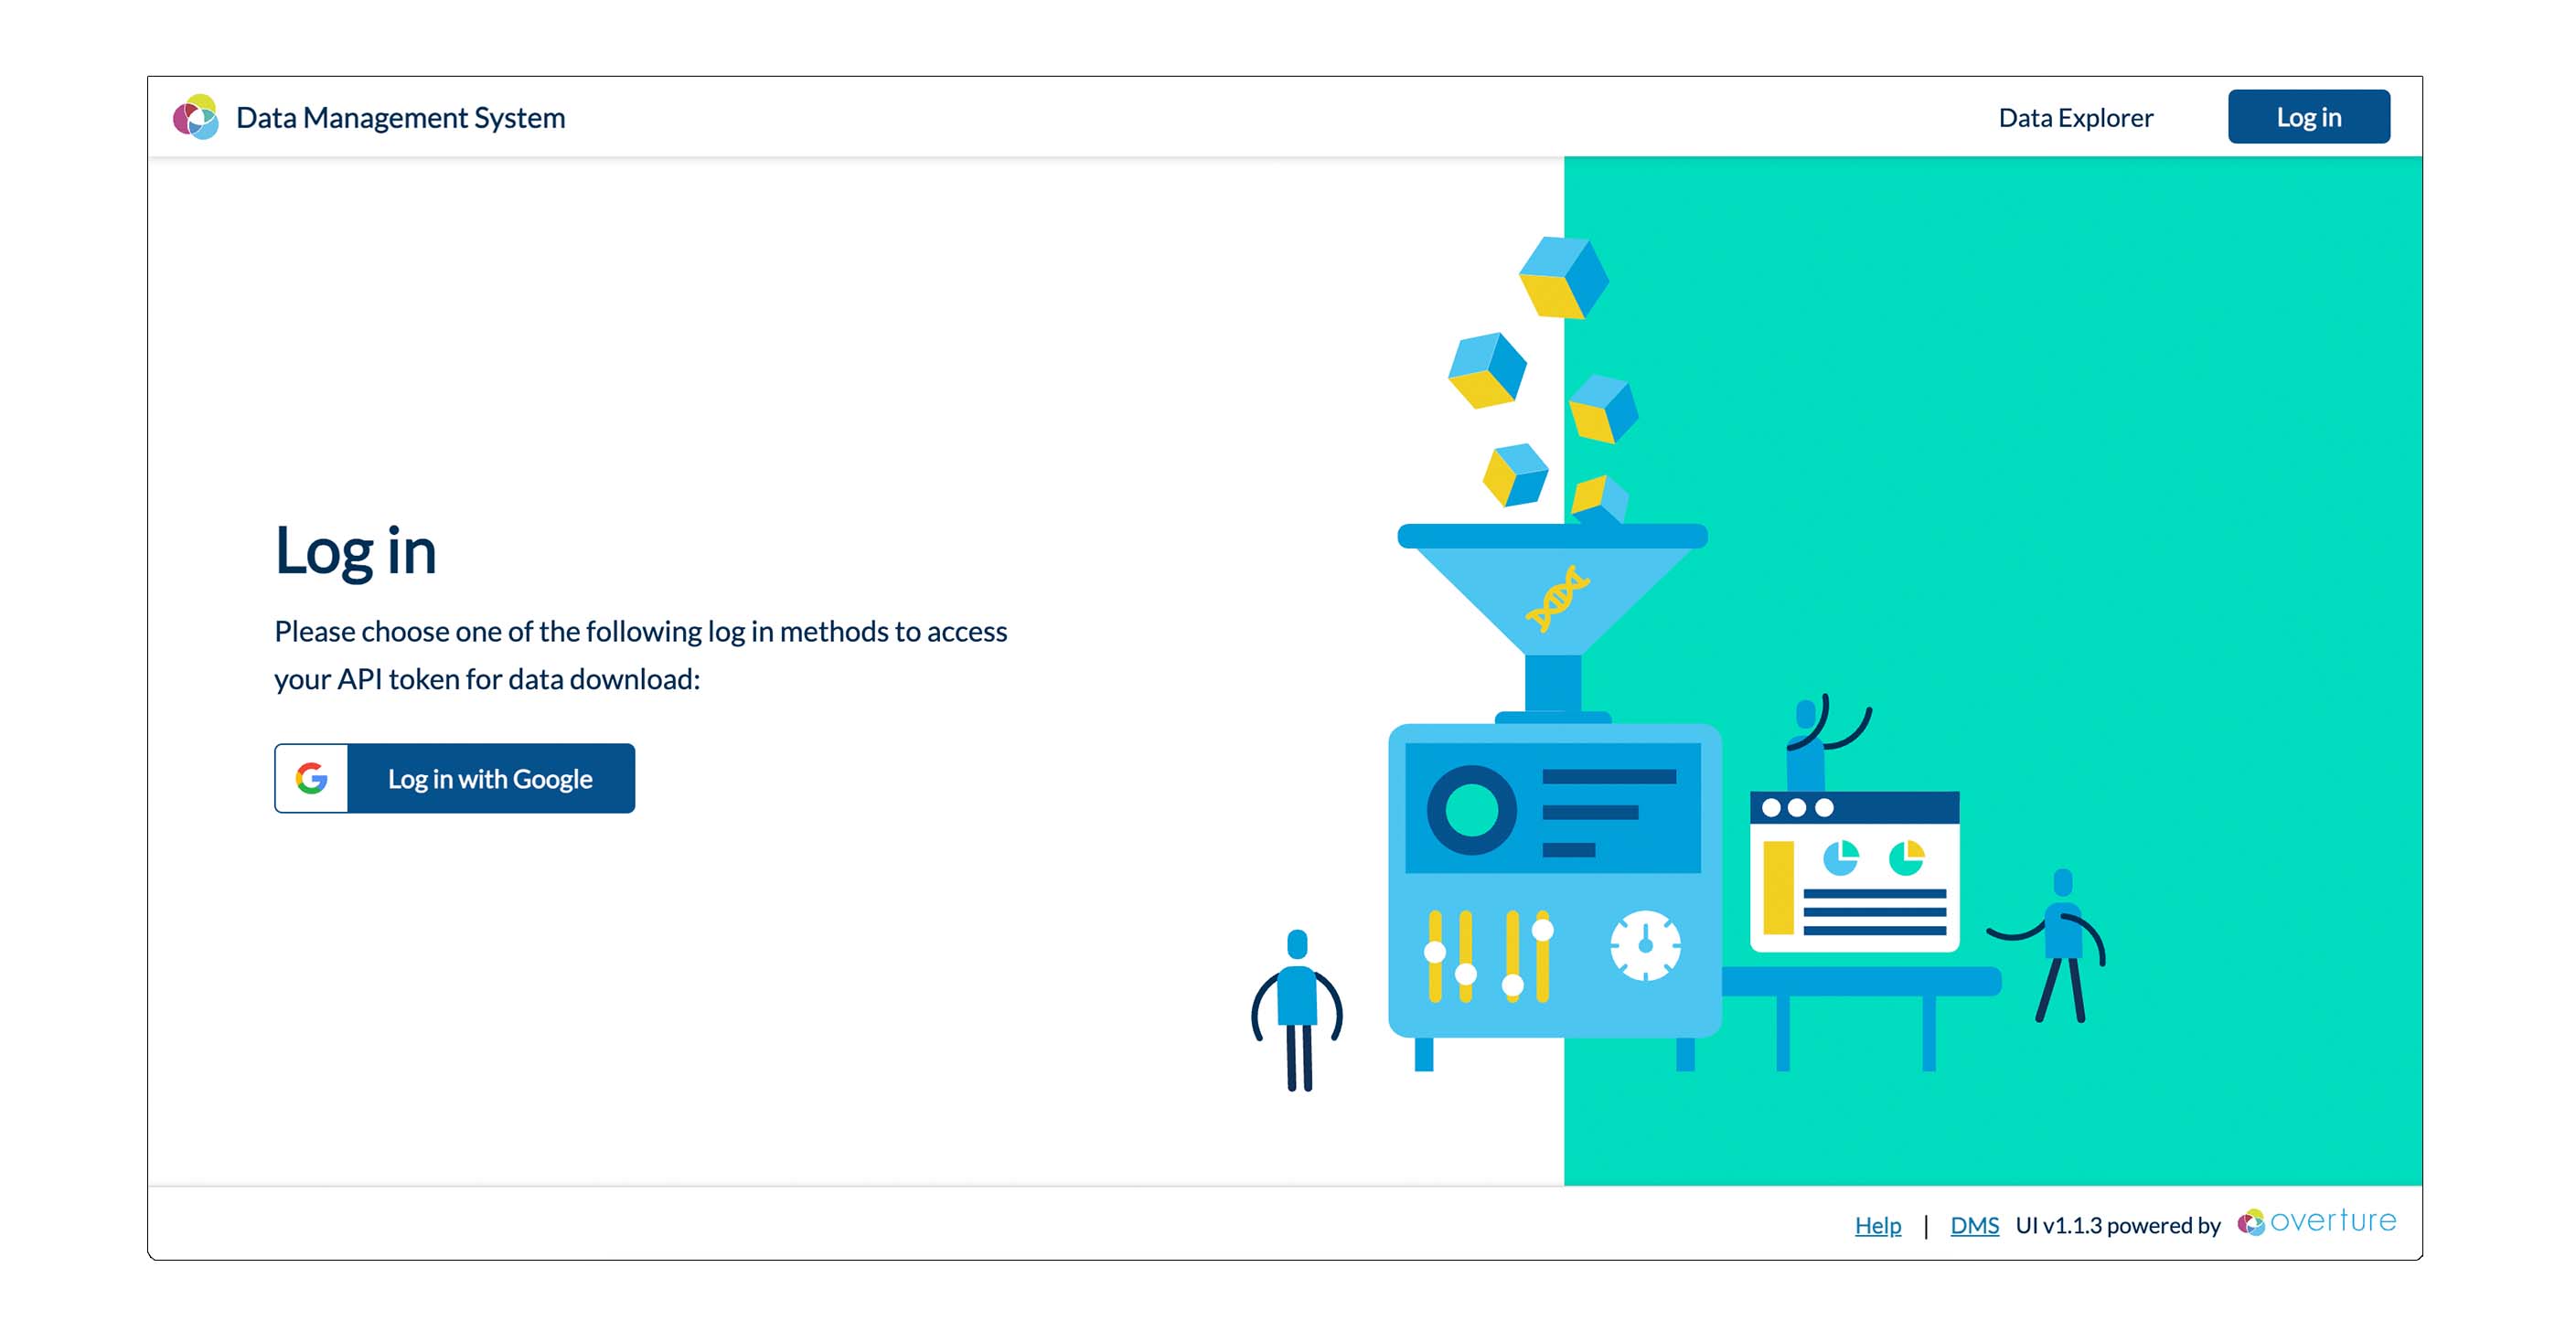 Data Management System
Data Explorer
Log in
Log in
Please choose one of the following log in methods to access
your API token for data download:
Log in with Google
Help | DMS UI v1.1.3 powered by overture